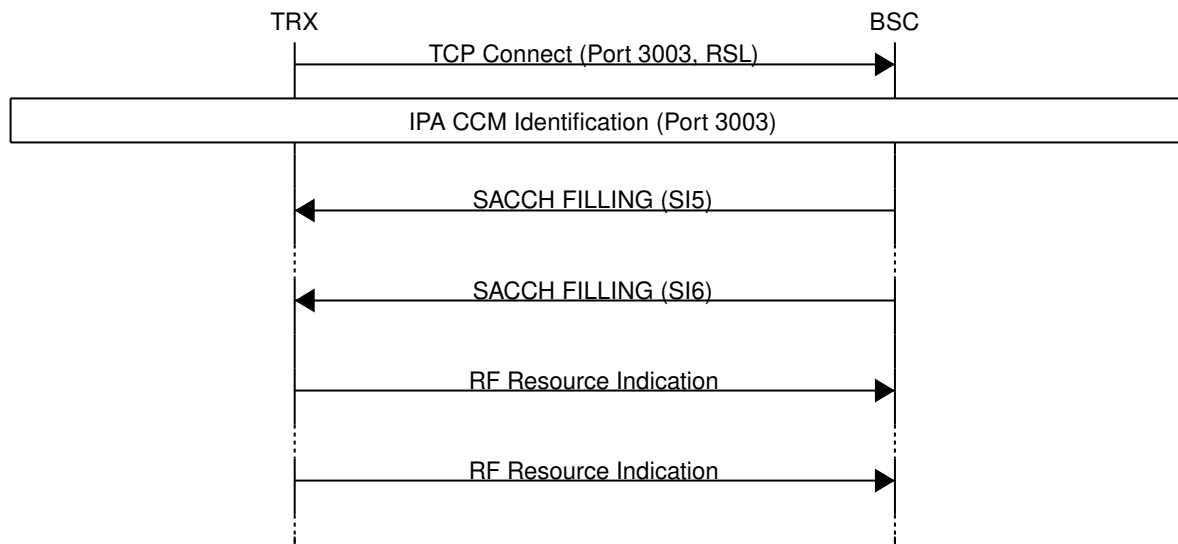 TRX BSC
TCP Connect (Port 3003, RSL)
IPA CCM Identification (Port 3003)
SACCH FILLING (SI5)
SACCH FILLING (SI6)
RF Resource Indication
RF Resource Indication